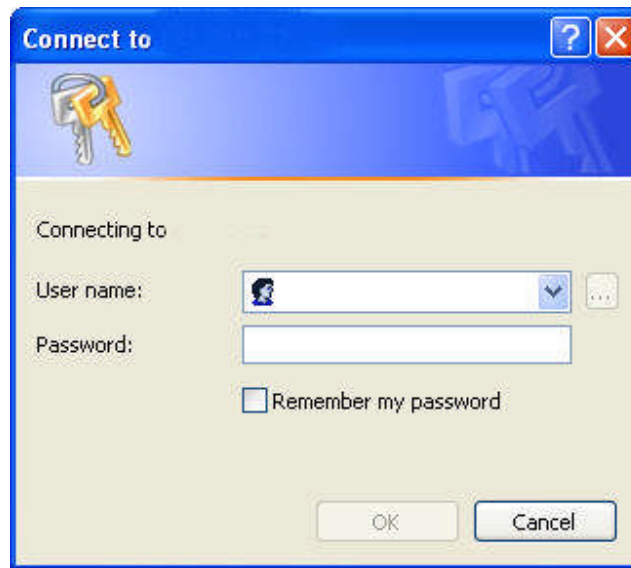 Connect to
?
Connecting to
User name:
...
Password:
Remember my password
OK
Cancel